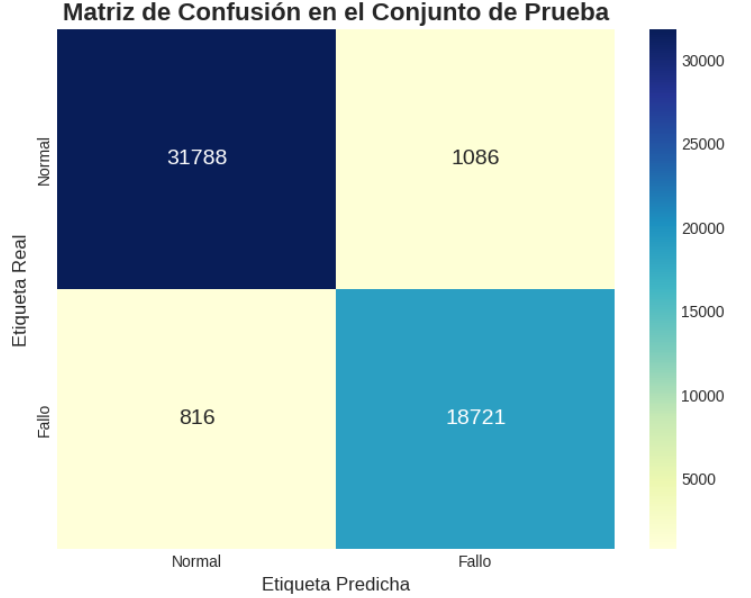 Matriz de Confusión en el Conjunto de Prueba
Etiqueta Real
Normal
31788
1086
Fallo
816
18721
Normal
Fallo
Etiqueta Predicha
30000
25000
20000
15000
10000
5000